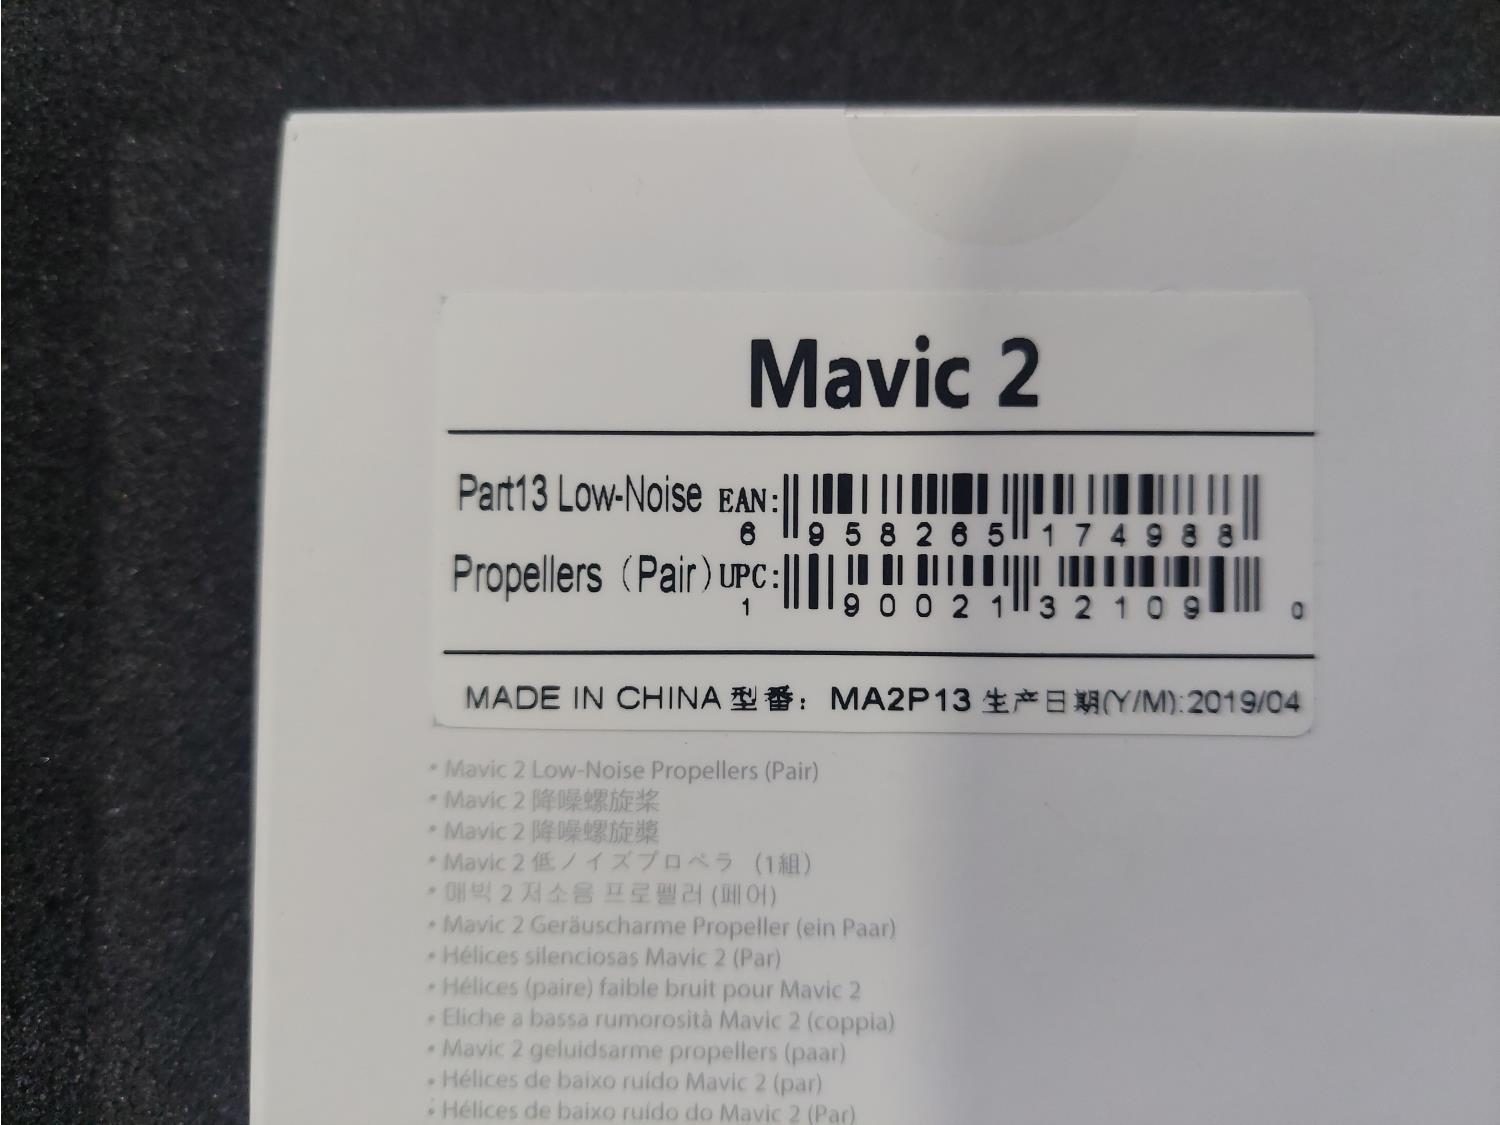 Mavic 2
Part13 Low-Noise EAN:
6 958265 174988
Propellers（Pair）UPC:
1 90021 32109 0
MADE IN CHINA 型番： MA2P13 生产日期(Y/M):2019/04
• Mavic 2 Low-Noise Propellers (Pair)
• Mavic 2 降噪螺旋桨
• Mavic 2 降噪螺旋槳
• Mavic 2 低ノイズプロペラ （1組）
• 매빅 2 저소음 프로펠러 (페어)
• Mavic 2 Geräuscharme Propeller (ein Paar)
• Hélices silenciosas Mavic 2 (Par)
• Hélices (paire) faible bruit pour Mavic 2
• Eliche a bassa rumorosità Mavic 2 (coppia)
• Mavic 2 geluidsarme propellers (paar)
• Hélices de baixo ruído Mavic 2 (par)
• Hélices de baixo ruído do Mavic 2 (Par)